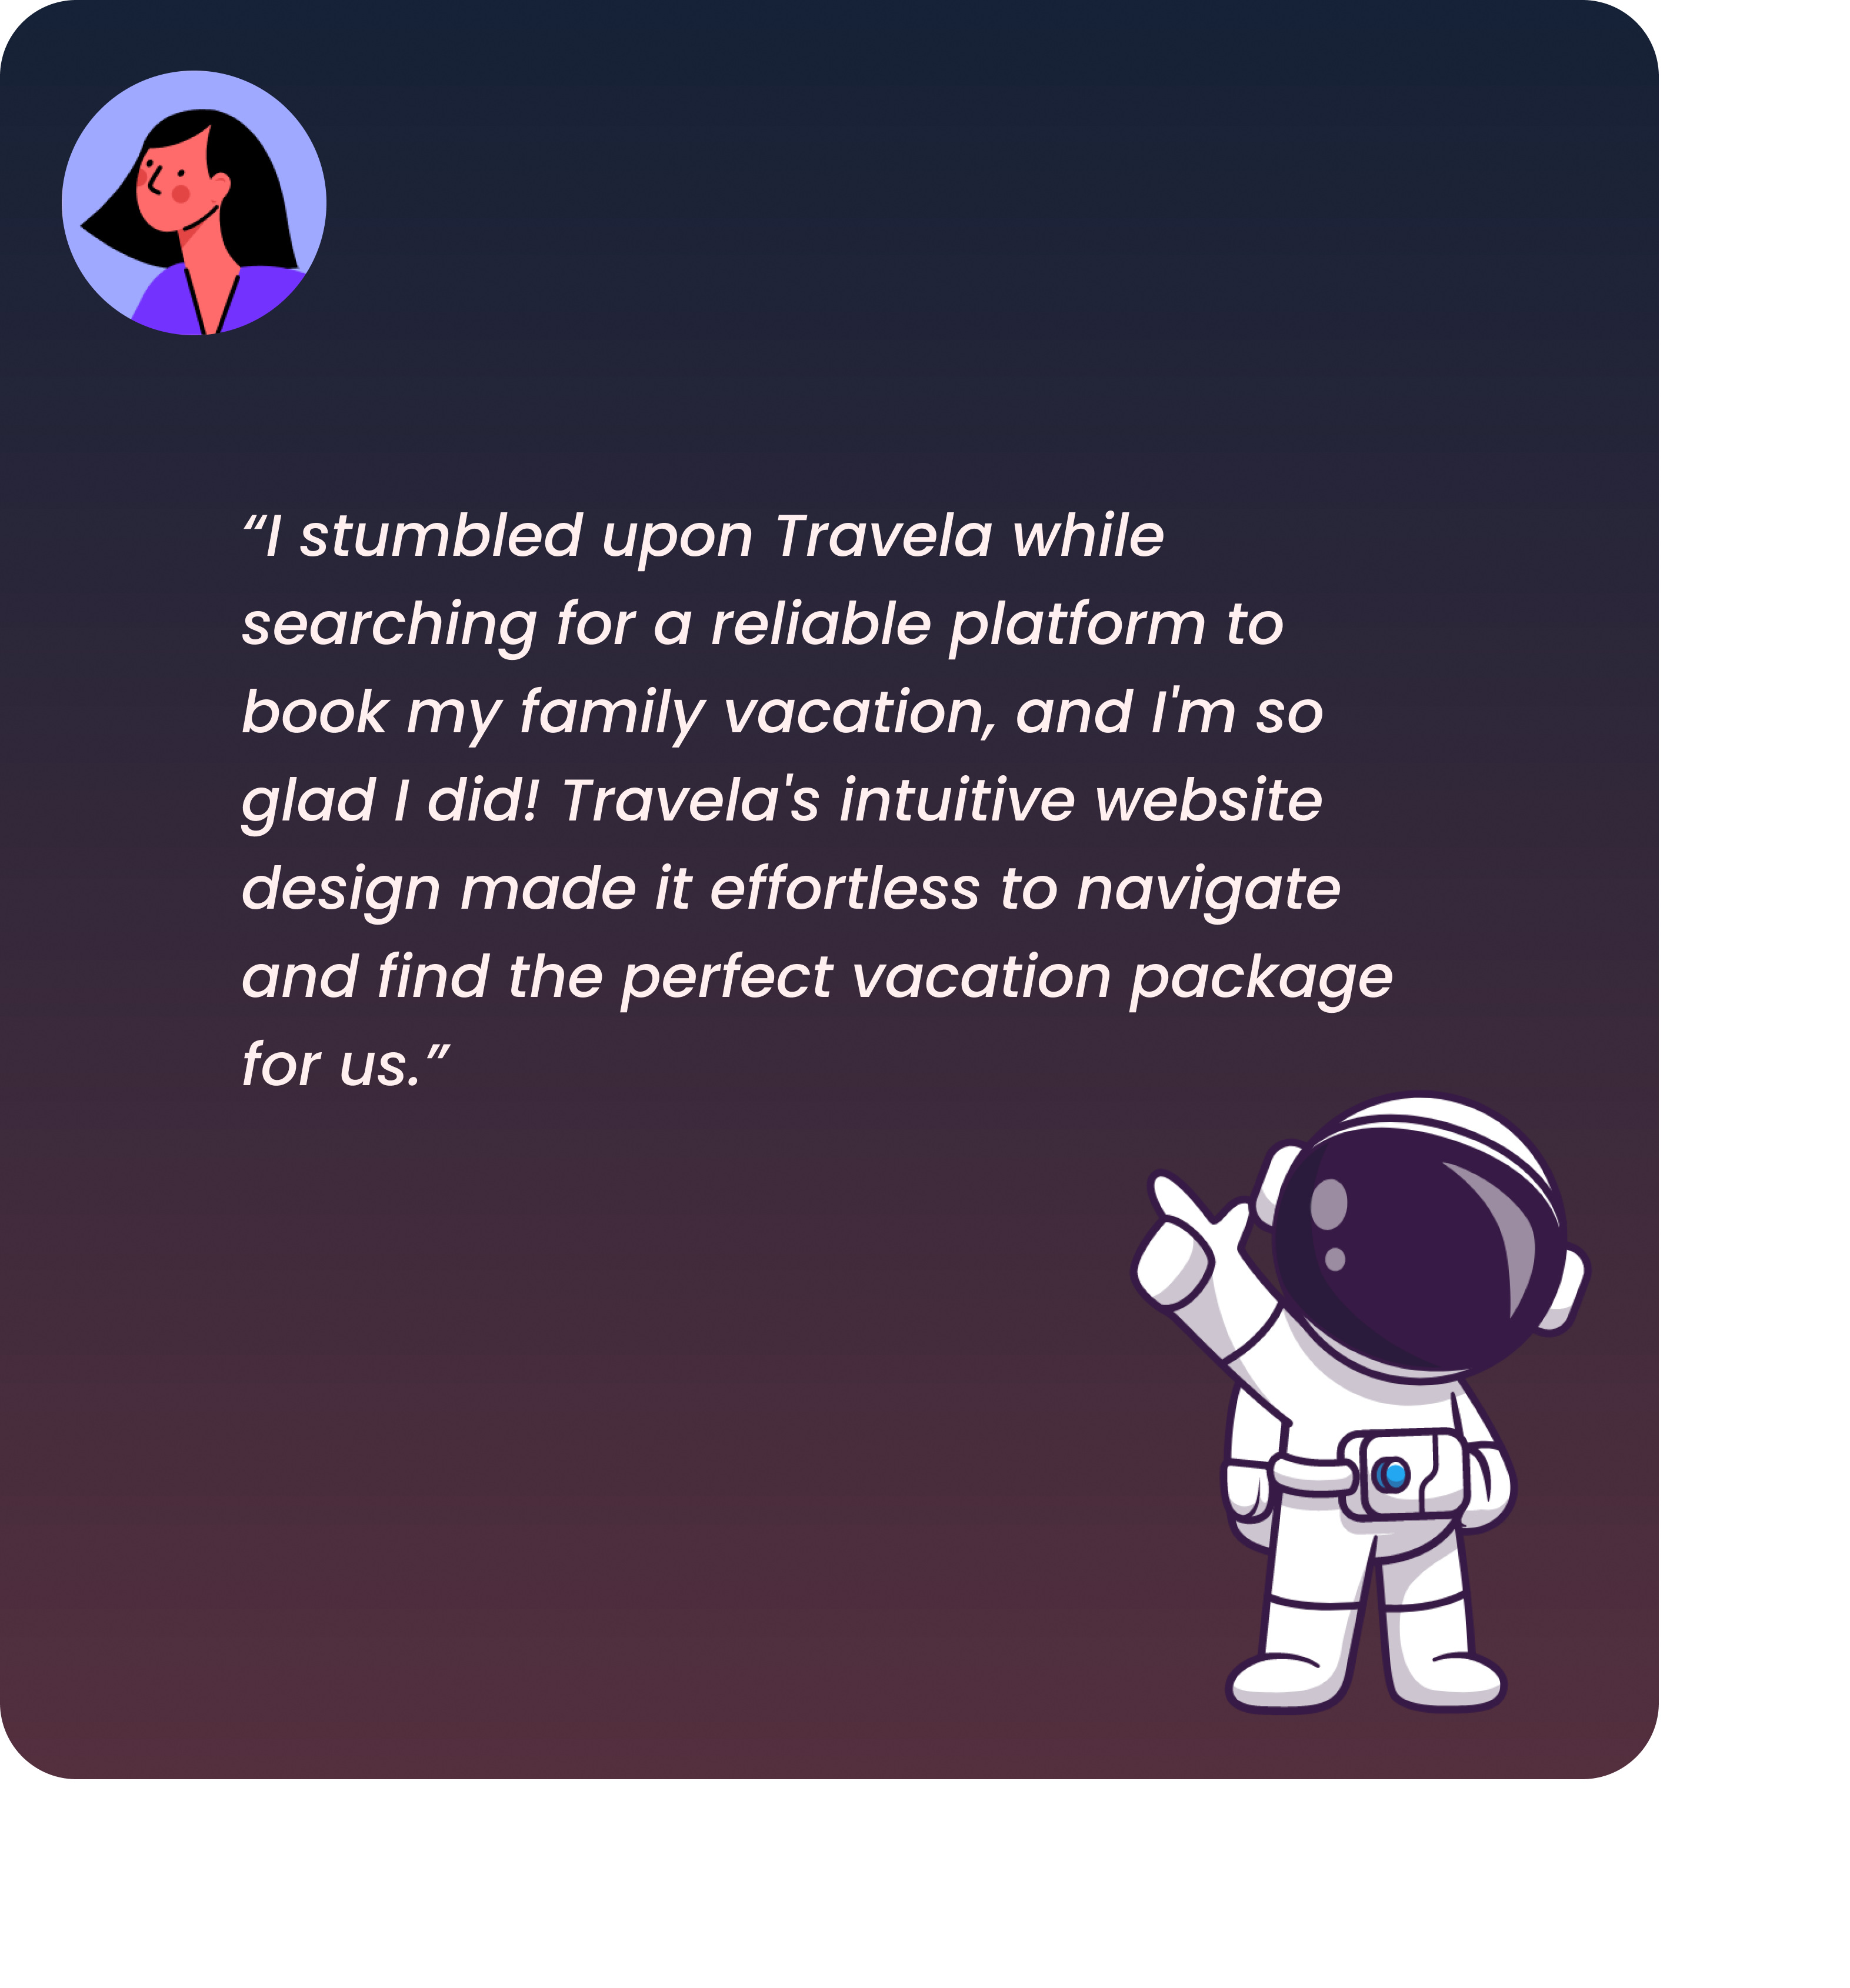 “I stumbled upon Travela while
searching for a reliable platform to
book my family vacation, and I'm so
glad I did! Travela's intuitive website
design made it effortless to navigate
and find the perfect vacation package
for us.”